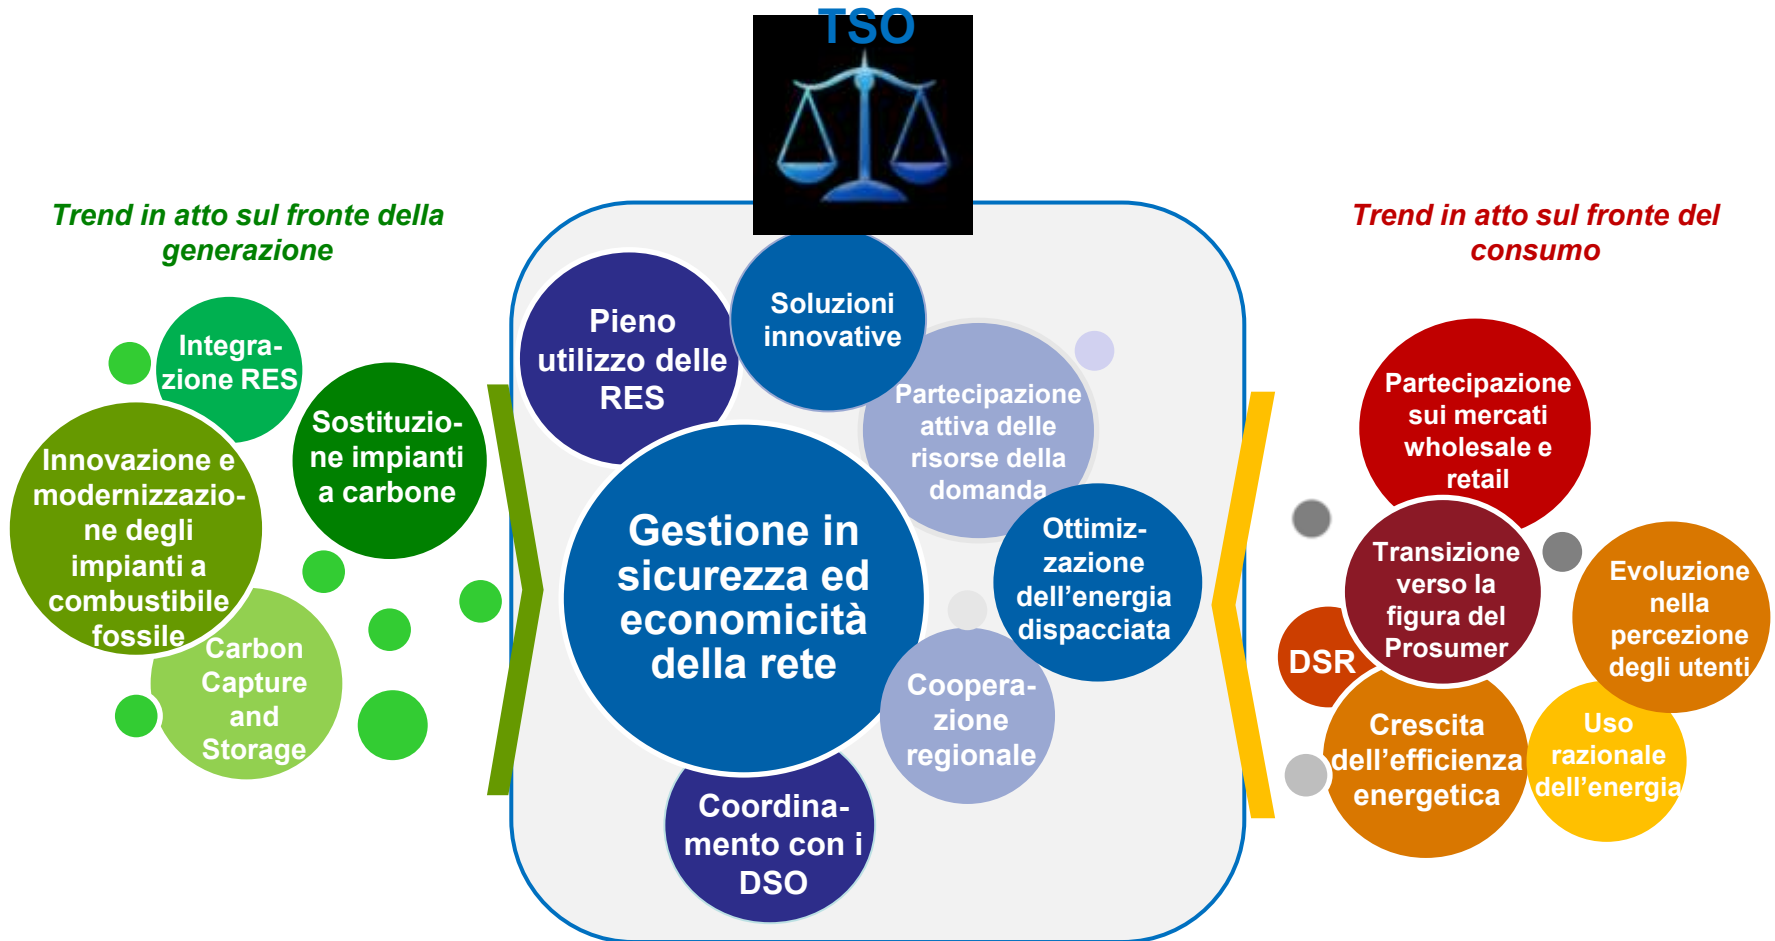 TSO
Trend in atto sul fronte della
generazione
Integra-
zione RES
Sostituzio-
ne impianti
a carbone
Innovazione e
modernizzazio-
ne degli
impianti a
combustibile
fossile
Carbon
Capture
and
Storage
Pieno
utilizzo delle
RES
Soluzioni
innovative
Partecipazione
attiva delle
risorse della
domanda
Gestione in
sicurezza ed
economicità
della rete
Ottimiz-
zazione
dell'energia
dispacciata
Coopera-
zione
regionale
Coordina-
mento con i
DSO
Trend in atto sul fronte del
consumo
Partecipazione
sui mercati
wholesale e
retail
Transizione
verso la
figura del
Prosumer
Evoluzione
nella
percezione
degli utenti
DSR
Crescita
dell'efficienza
energetica
Uso
razionale
dell'energia